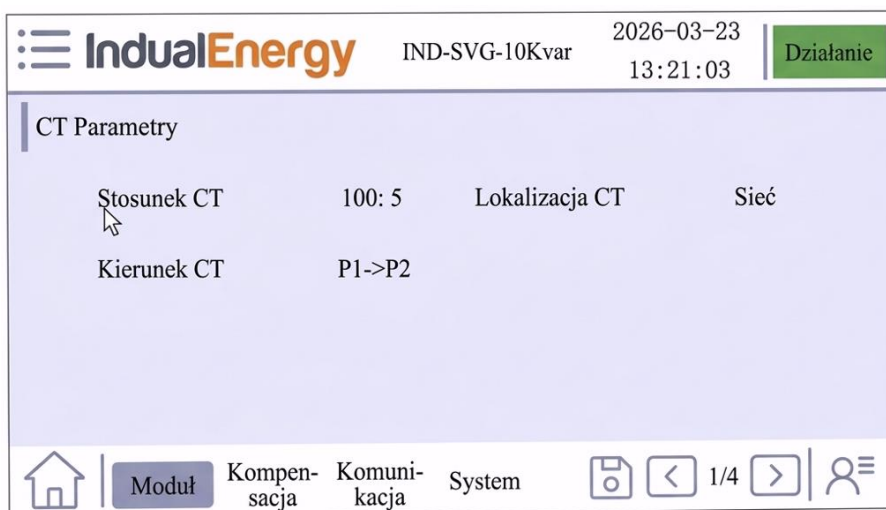 IndualEnergy
IND-SVG-10Kvar
2026-03-23
13:21:03
Działanie
CT Parametry
Stosunek CT 100: 5 Lokalizacja CT Sieć
Kierunek CT P1->P2
Moduł
Kompen-
sacja
Komuni-
kacja
System
1/4